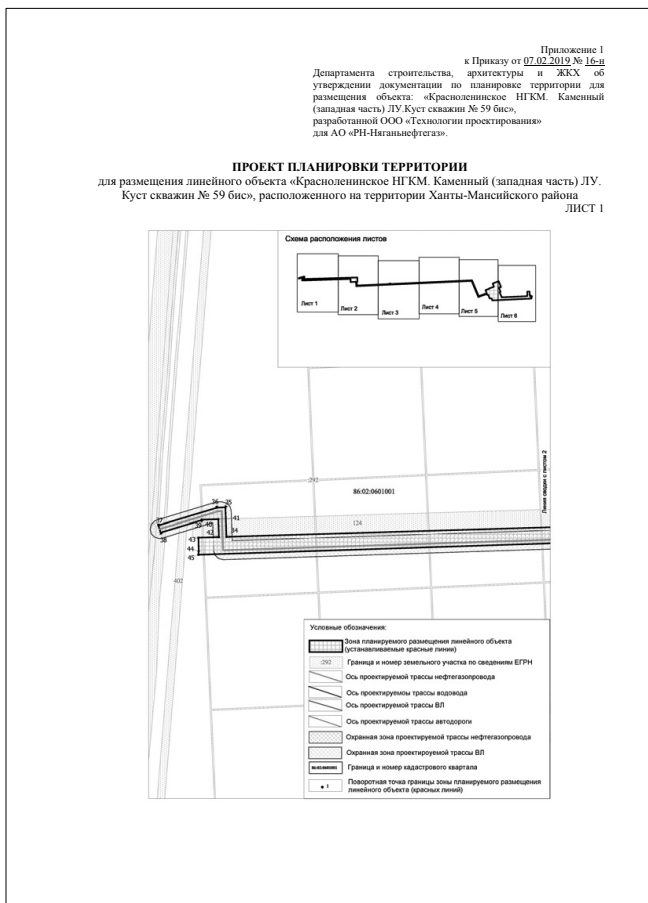 Приложение 1
к Приказу от 07.02.2019 № 16-н
Департамента строительства, архитектуры и ЖКХ об
утверждении документации по планировке территории для
размещения объекта: «Красноленинское НГКМ. Каменный
(западная часть) ЛУ.Куст скважин № 59 бис»,
разработанной ООО «Технологии проектирования»
для АО «РН-Няганьнефтегаз».
ПРОЕКТ ПЛАНИРОВКИ ТЕРРИТОРИИ
для размещения линейного объекта «Красноленинское НГКМ. Каменный (западная часть) ЛУ.
Куст скважин № 59 бис», расположенного на территории Ханты-Мансийского района
ЛИСТ 1
Схема расположения листов
Лист 1
Лист 2
Лист 3
Лист 4
Лист 5
Лист 6
Линия сводки с листом 2
:292
86:02:0601001
124
36
35
37
41
39
40
38
42
34
43
44
45
402
Условные обозначения:
Зона планируемого размещения линейного объекта
(устанавливаемые красные линии)
:292 Граница и номер земельного участка по сведениям ЕГРН
Ось проектируемой трассы нефтегазопровода
Ось проектируемоы трассы водовода
Ось проектируемой трассы ВЛ
Ось проектируемой трассы автодороги
Охранная зона проектируемой трассы нефтегазопровода
Охранная зона проектируемой трассы ВЛ
86:02:0601001 Граница и номер кадастрового квартала
1 Поворотная точка границы зоны планируемого размещения
линейного объекта (красных линий)